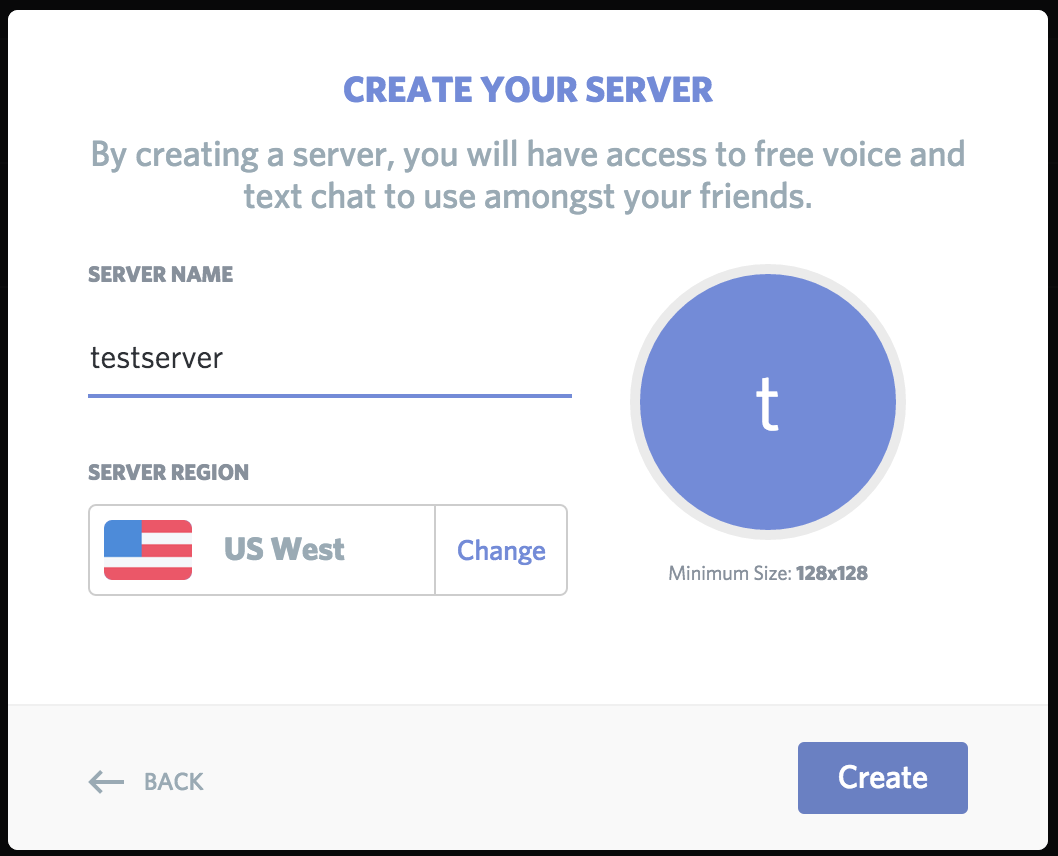 CREATE YOUR SERVER
By creating a server, you will have access to free voice and
text chat to use amongst your friends.
SERVER NAME
testserver
t
SERVER REGION
US West
Change
Minimum Size: 128x128
BACK
Create